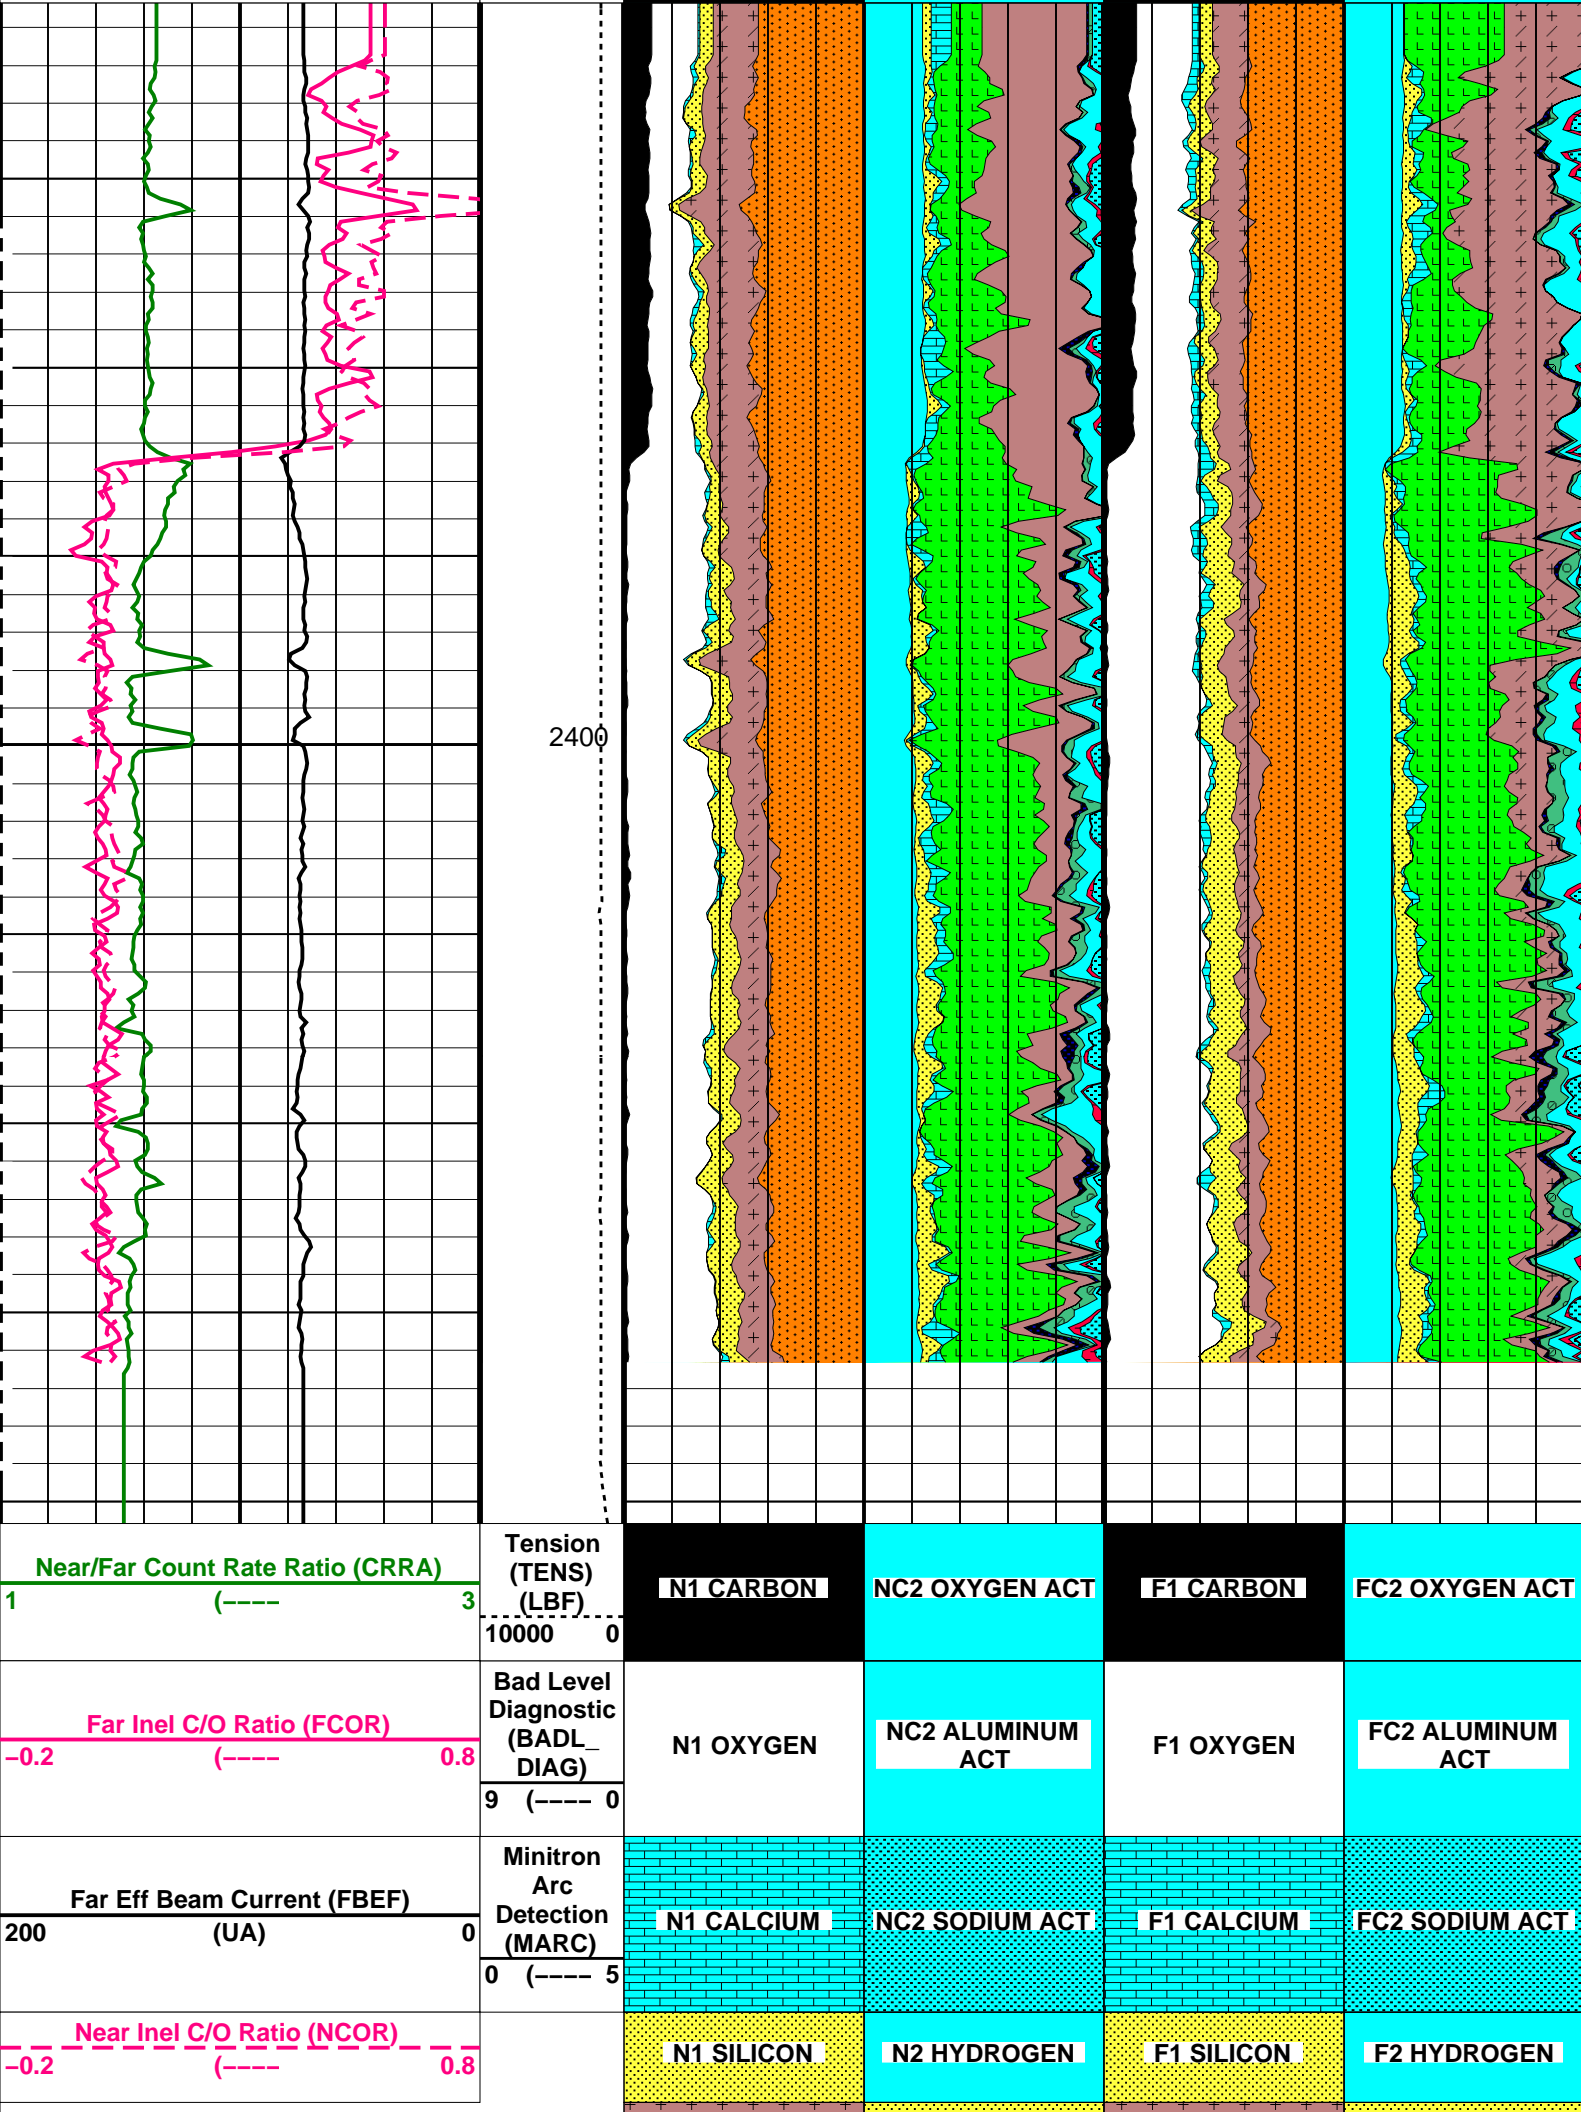 2400
Near/Far Count Rate Ratio (CRRA)
1 (---- 3
Tension
(TENS)
(LBF)
10000 0
N1 CARBON
NC2 OXYGEN ACT
F1 CARBON
FC2 OXYGEN ACT
Far Inel C/O Ratio (FCOR)
-0.2 (---- 0.8
Bad Level
Diagnostic
(BADL_
DIAG)
9 (---- 0
N1 OXYGEN
NC2 ALUMINUM
ACT
F1 OXYGEN
FC2 ALUMINUM
ACT
Far Eff Beam Current (FBEF)
200 (UA) 0
Minitron
Arc
Detection
(MARC)
0 (---- 5
N1 CALCIUM
NC2 SODIUM ACT
F1 CALCIUM
FC2 SODIUM ACT
Near Inel C/O Ratio (NCOR)
-0.2 (---- 0.8
N1 SILICON
N2 HYDROGEN
F1 SILICON
F2 HYDROGEN